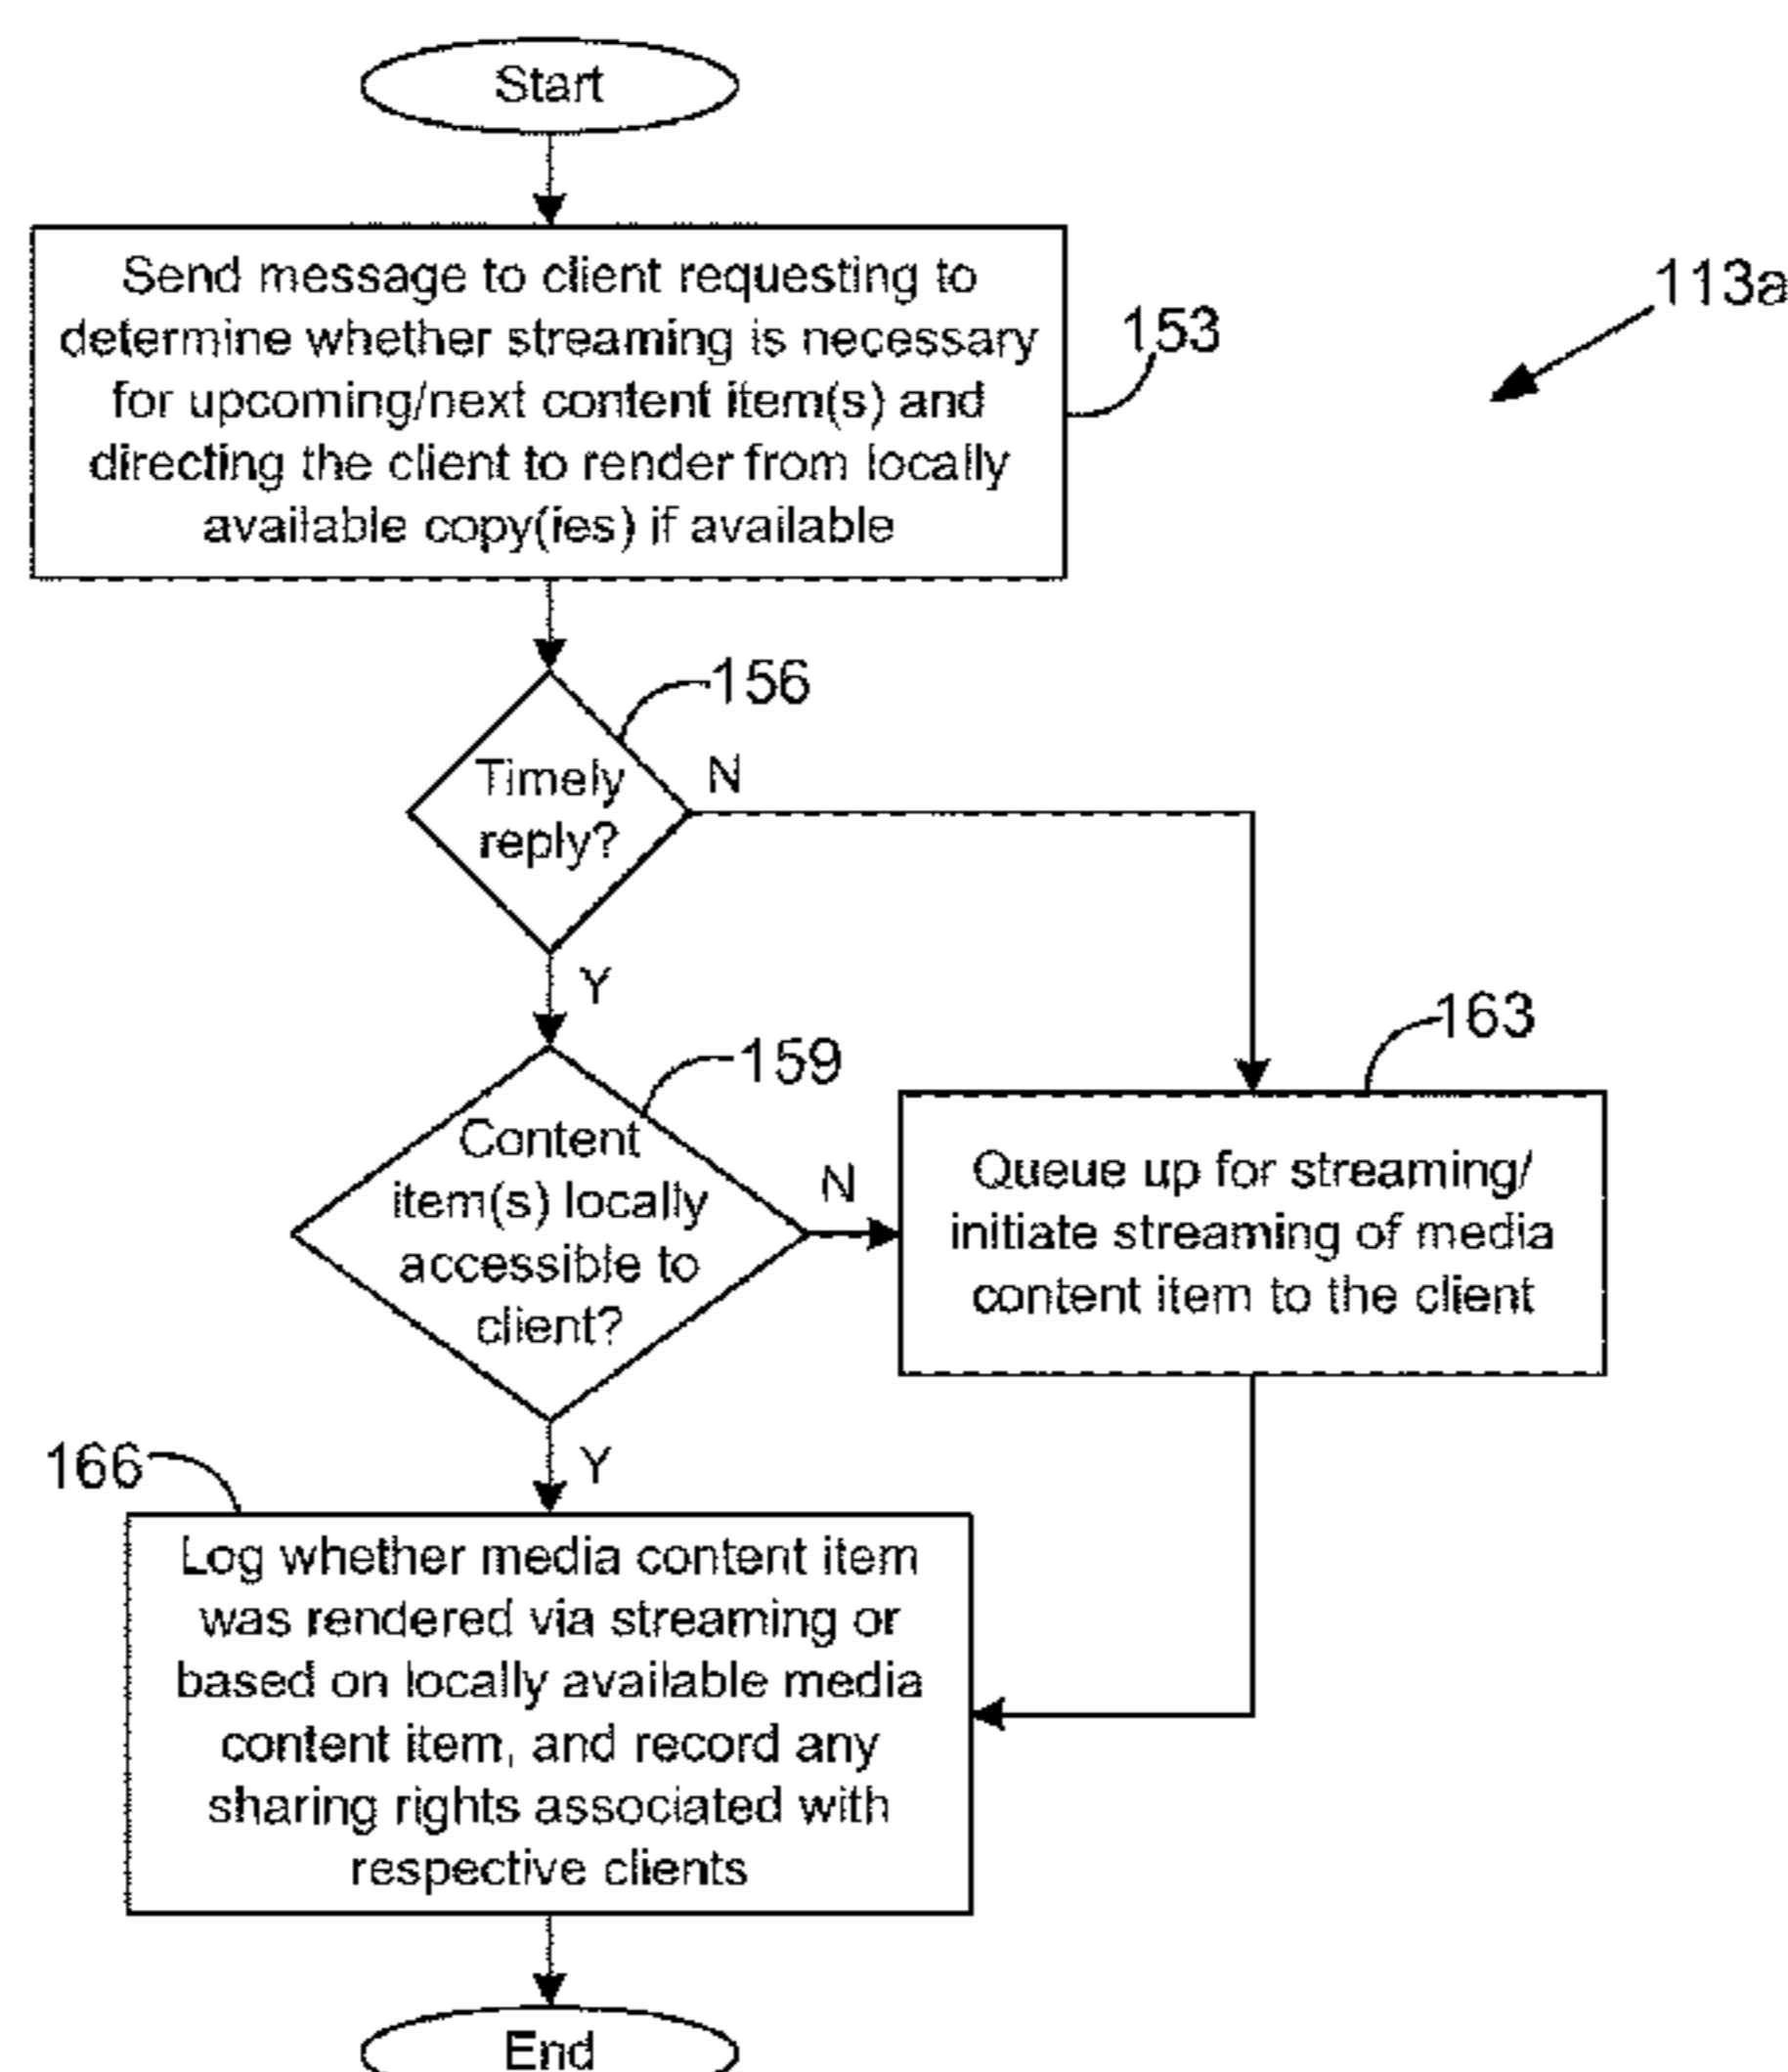 Start
Send message to client requesting to
determine whether streaming is necessary
for upcoming/next content item(s) and
directing the client to render from locally
available copy(ies) if available
153
113a
156
Timely
reply?
N
Y
159
Content
item(s) locally
accessible to
client?
N
163
Queue up for streaming/
initiate streaming of media
content item to the client
Y
166
Log whether media content item
was rendered via streaming or
based on locally available media
content item, and record any
sharing rights associated with
respective clients
End